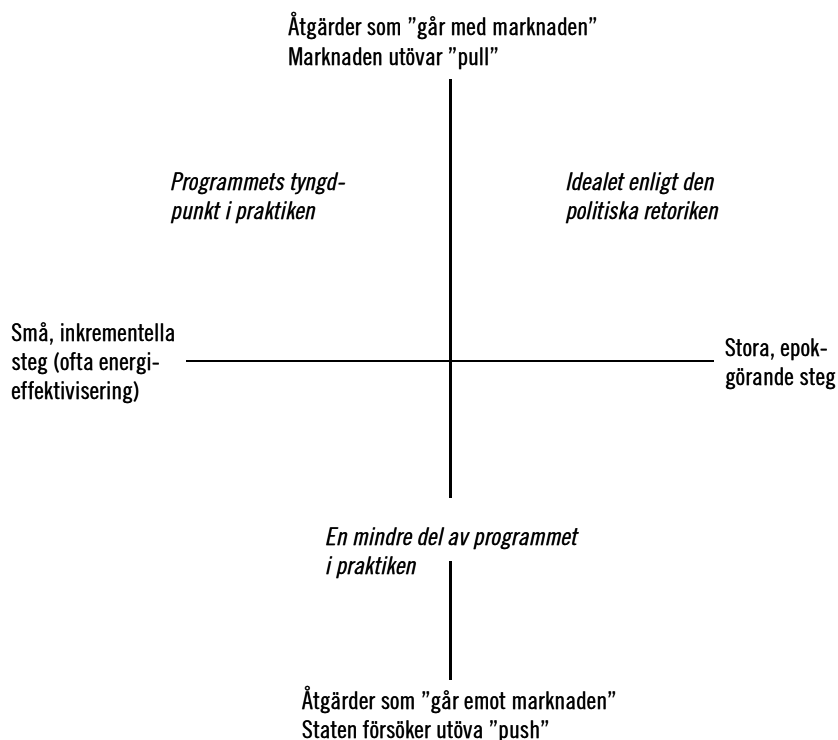 Åtgärder som ”går med marknaden”
Marknaden utövar ”pull”
Programmets tyngd-
punkt i praktiken
Idealet enligt den
politiska retoriken
Små, inkrementella
steg (ofta energi-
effektivisering)
Stora, epok-
görande steg
En mindre del av programmet
i praktiken
Åtgärder som ”går emot marknaden”
Staten försöker utöva ”push”